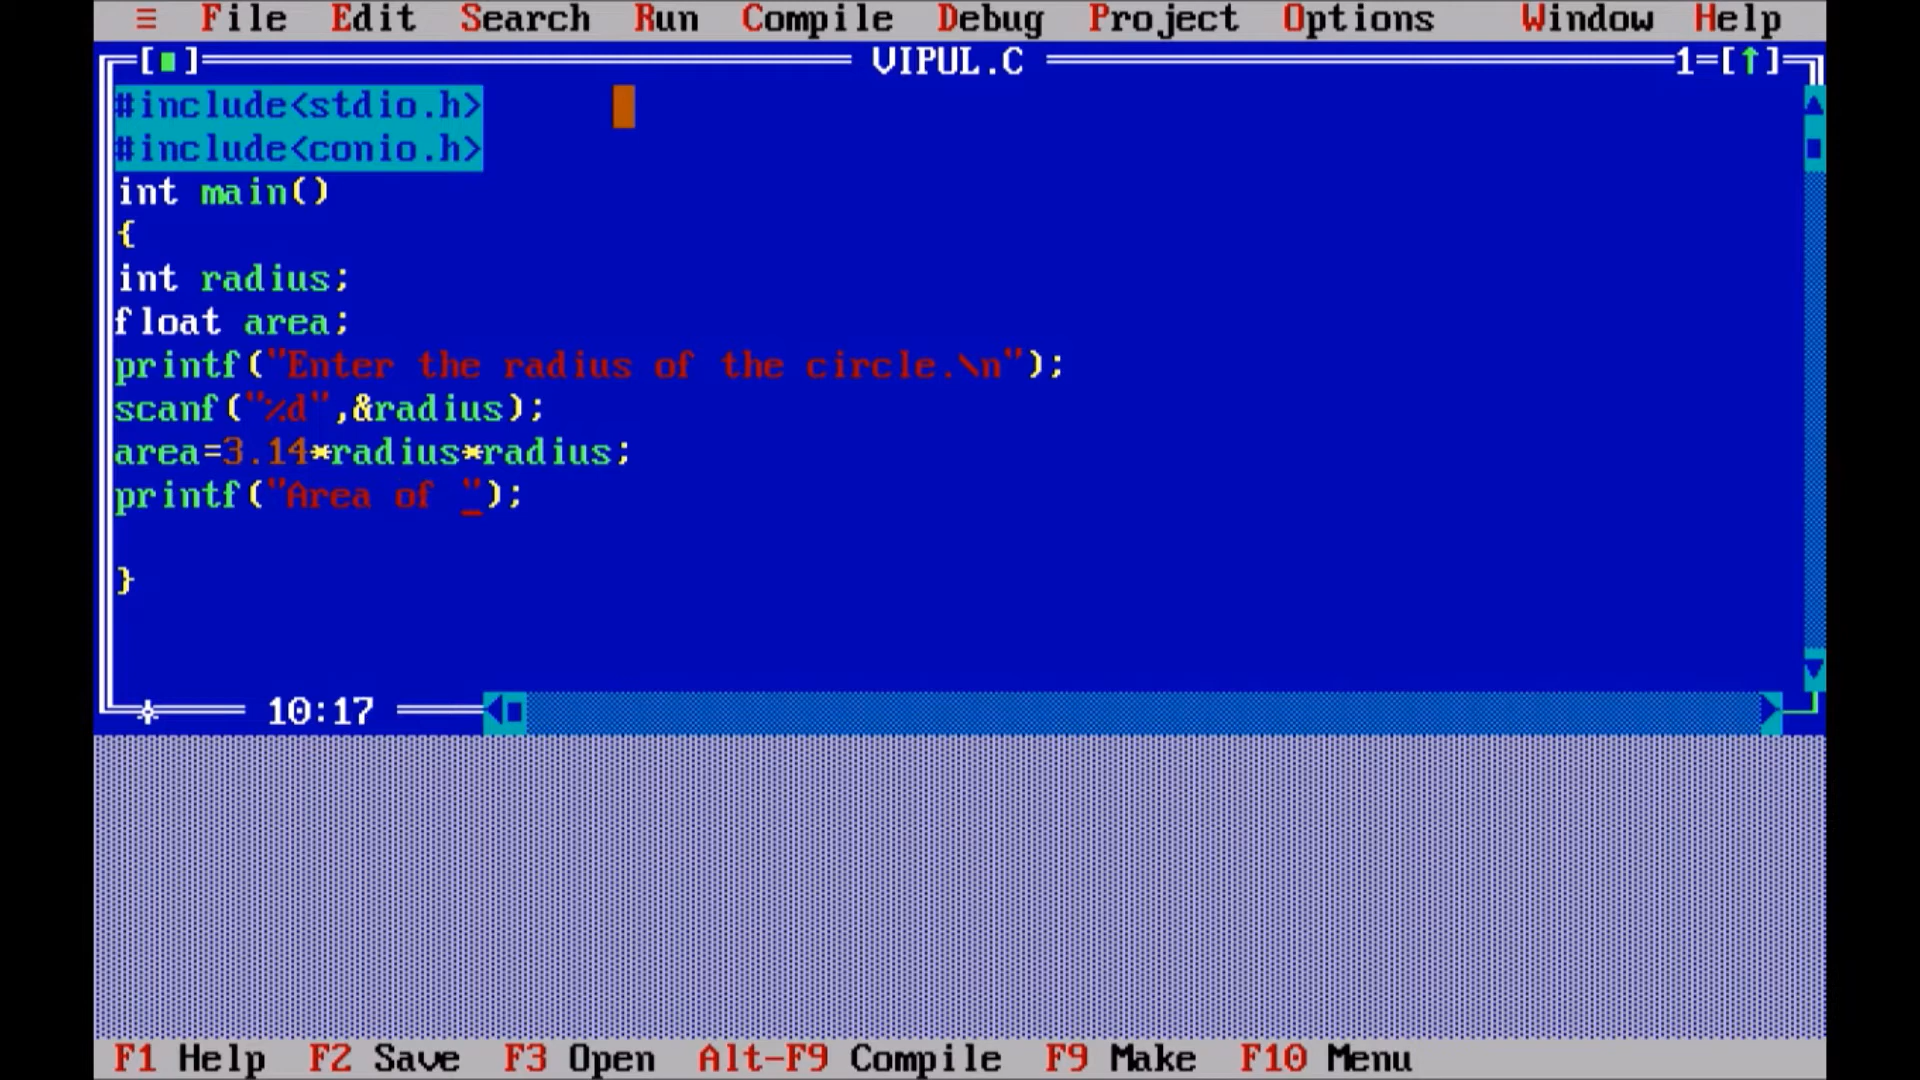 ≡ File Edit Search Run Compile Debug Project Options Window Help
[■] VIPUL.C 1=[↑]
#include<stdio.h>
#include<conio.h>
int main()
{
int radius;
float area;
printf("Enter the radius of the circle.\n");
scanf("%d",&radius);
area=3.14*radius*radius;
printf("Area of _");
}
10:17
F1 Help F2 Save F3 Open Alt-F9 Compile F9 Make F10 Menu